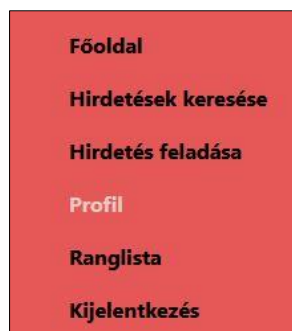 Főoldal
Hirdetések keresése
Hirdetés feladása
Profil
Ranglista
Kijelentkezés